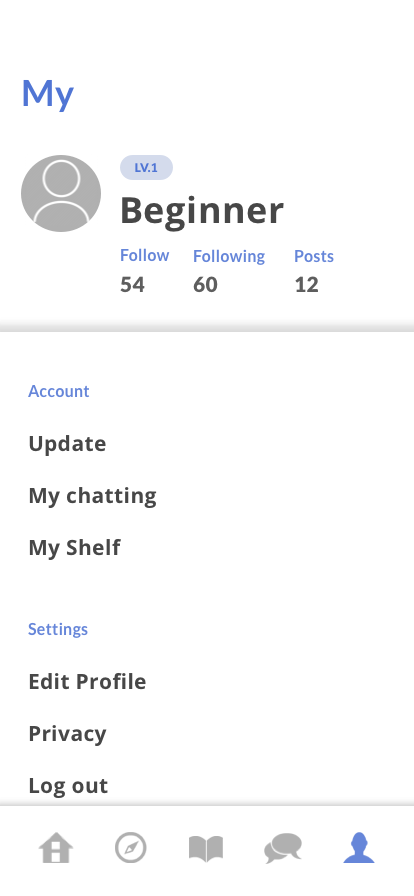 My
LV.1
Beginner
Follow Following Posts
54 60 12
Account
Update
My chatting
My Shelf
Settings
Edit Profile
Privacy
Log out